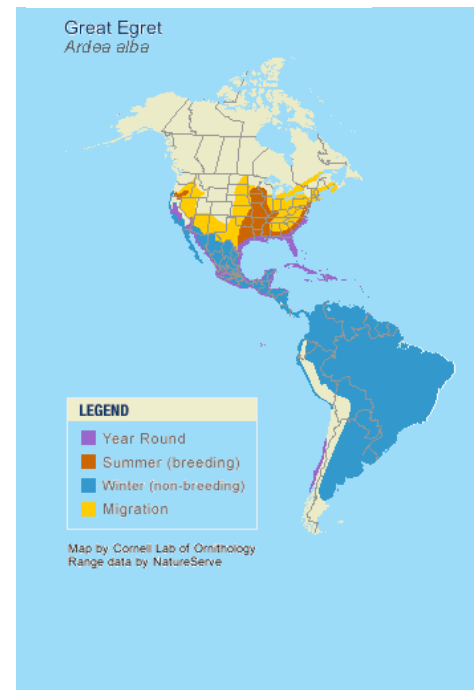 Great Egret
Ardea alba
LEGEND
Year Round
Summer (breeding)
Winter (non-breeding)
Migration
Map by Cornell Lab of Ornithology
Range data by NatureServe